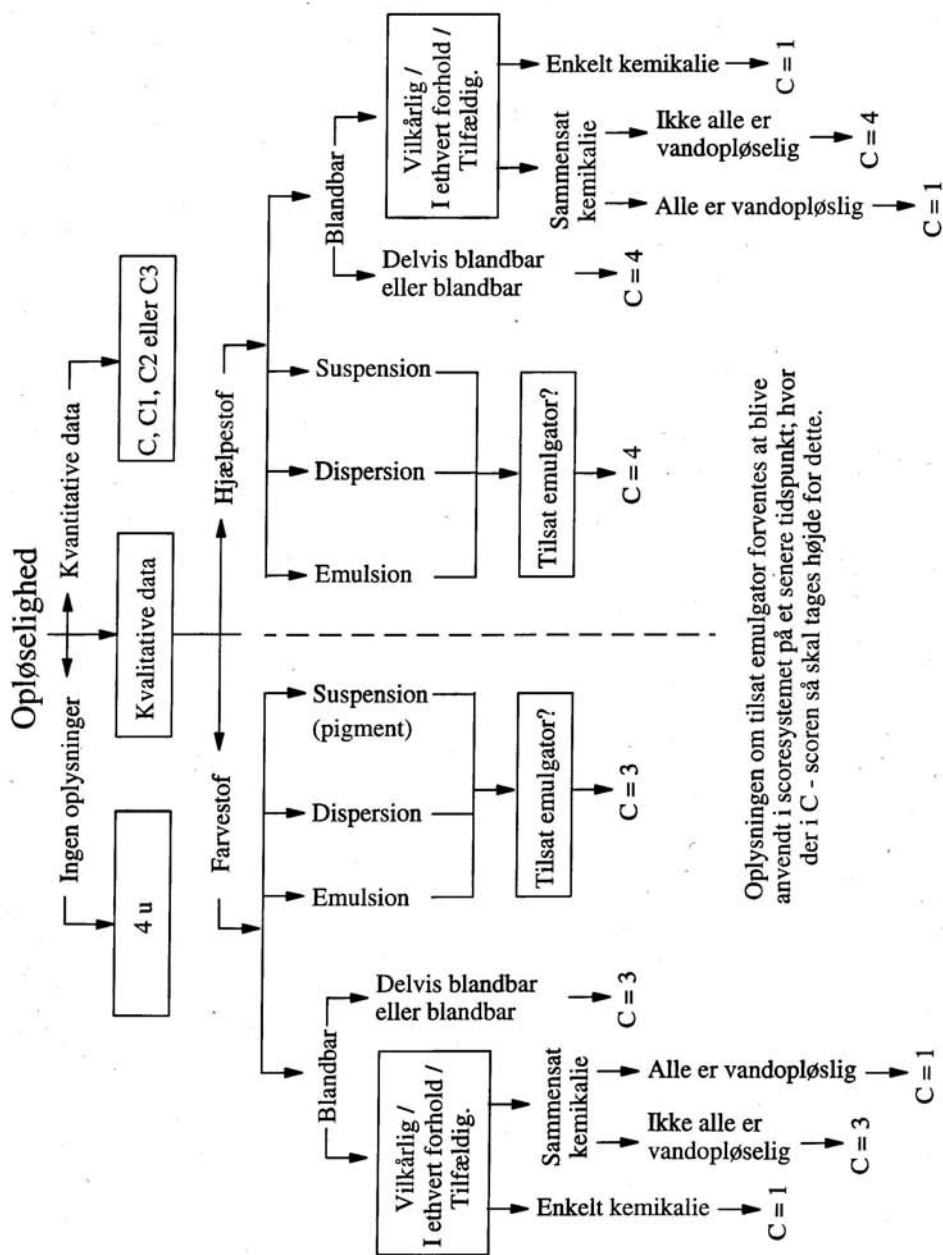 Opløselighed
Ingen oplysninger
Kvantitative data
4 u
Kvalitative data
C, C1, C2 eller C3
Farvestof
Hjælpestof
Blandbar
Vilkårlig /
I ethvert forhold /
Tilfældig.
Enkelt kemikalie
C = 1
Sammensat
kemikalie
Ikke alle er
vandopløselig
C = 3
Alle er vandopløslig
C = 1
Delvis blandbar
eller blandbar
C = 3
Emulsion
Dispersion
Suspension
(pigment)
Tilsat emulgator?
C = 3
Emulsion
Dispersion
Suspension
Tilsat emulgator?
C = 4
Blandbar
Delvis blandbar
eller blandbar
C = 4
Vilkårlig /
I ethvert forhold /
Tilfældig.
Sammensat
kemikalie
Alle er vandopløslig
C = 1
Ikke alle er
vandopløselig
C = 4
Enkelt kemikalie
C = 1
Oplysningen om tilsat emulgator forventes at blive
anvendt i scoresystemet på et senere tidspunkt; hvor
der i C - scoren så skal tages højde for dette.